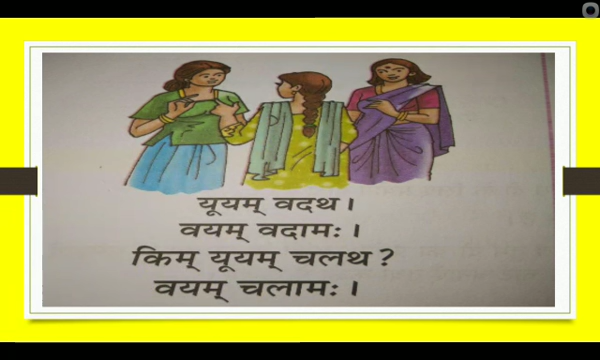 यूयम् वदथ ।
वयम् वदामः ।
किम् यूयम् चलथ ?
वयम् चलामः ।